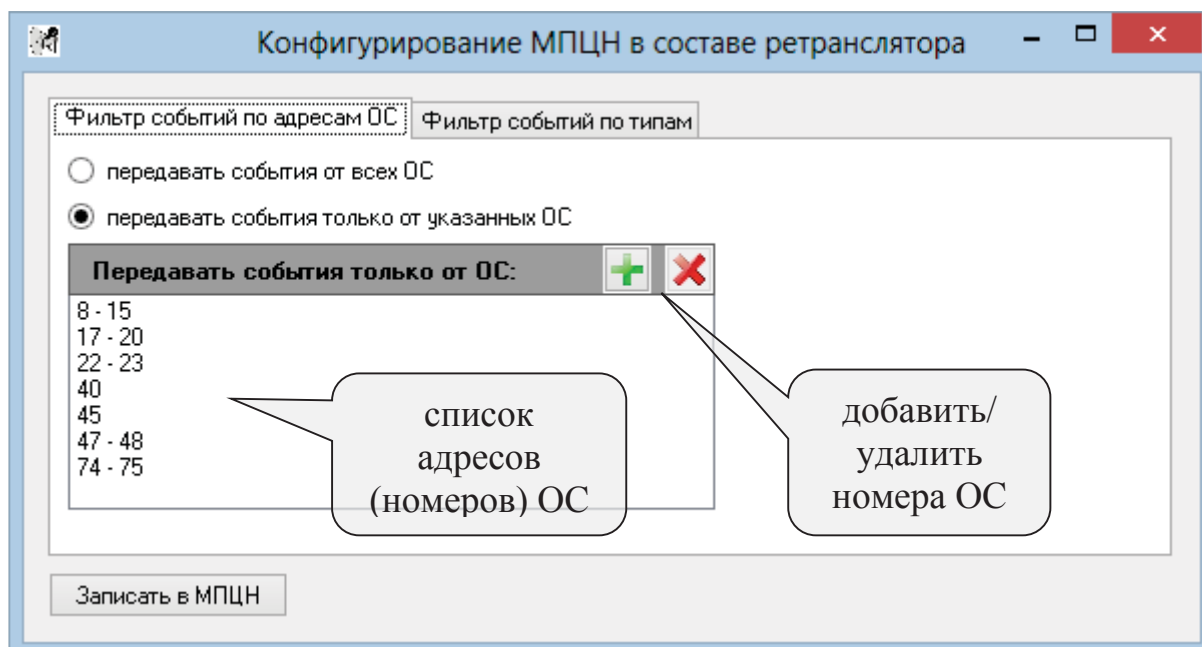 Конфигурирование МПЦН в составе ретранслятора
Фильтр событий по адресам ОС
Фильтр событий по типам
передавать события от всех ОС
передавать события только от указанных ОС
Передавать события только от ОС:
8 - 15
17 - 20
22 - 23
40
45
47 - 48
74 - 75
список
адресов
(номеров) ОС
добавить/
удалить
номера ОС
Записать в МПЦН